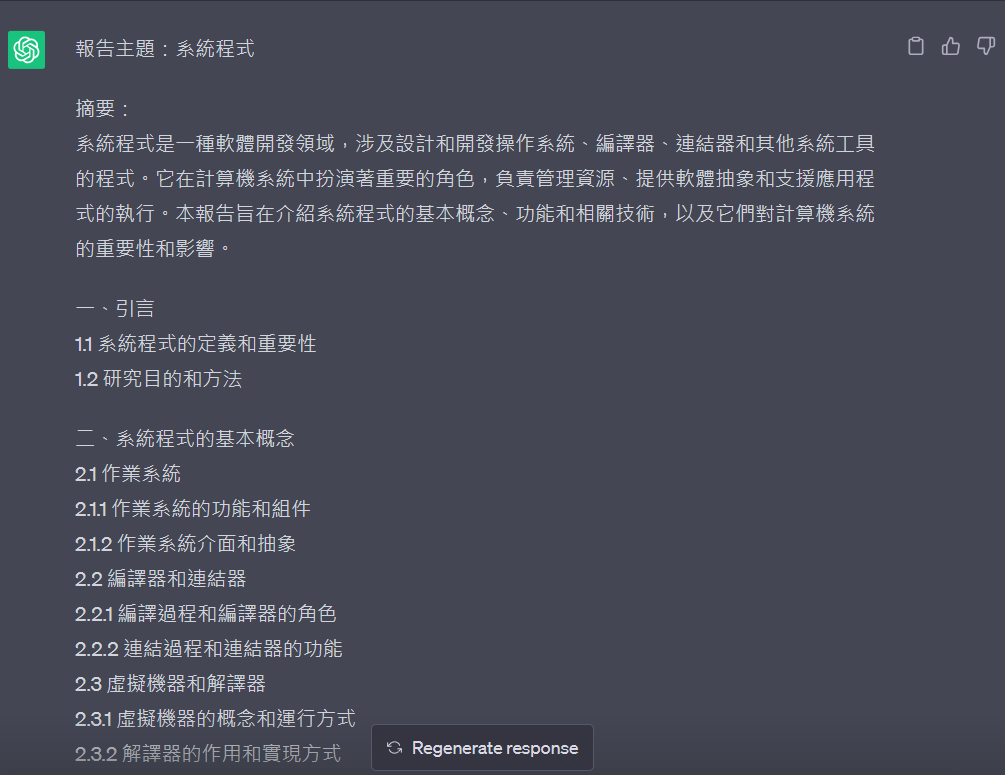 報告主題：系統程式
摘要：
系統程式是一種軟體開發領域，涉及設計和開發操作系統、編譯器、連結器和其他系統工具
的程式。它在計算機系統中扮演著重要的角色，負責管理資源、提供軟體抽象和支援應用程
式的執行。本報告旨在介紹系統程式的基本概念、功能和相關技術，以及它們對計算機系統
的重要性和影響。
一、引言
1.1 系統程式的定義和重要性
1.2 研究目的和方法
二、系統程式的基本概念
2.1 作業系統
2.1.1 作業系統的功能和組件
2.1.2 作業系統介面和抽象
2.2 編譯器和連結器
2.2.1 編譯過程和編譯器的角色
2.2.2 連結過程和連結器的功能
2.3 虛擬機器和解譯器
2.3.1 虛擬機器的概念和運行方式
2.3.2 解譯器的作用和實現方式
Regenerate response